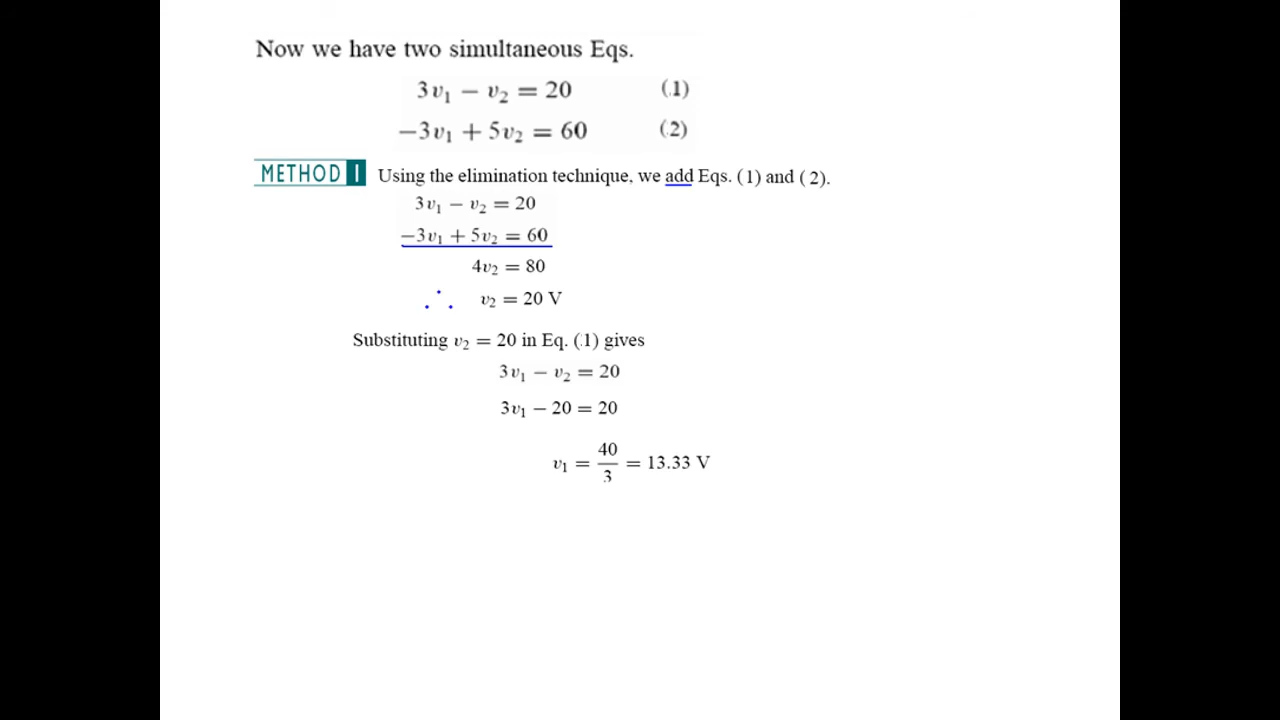 Now we have two simultaneous Eqs.
3v₁ − v₂ = 20 (.1)
−3v₁ + 5v₂ = 60 (.2)
METHOD 1 Using the elimination technique, we add Eqs. (1) and ( 2).
3v₁ − v₂ = 20
−3v₁ + 5v₂ = 60
4v₂ = 80
∴ v₂ = 20 V
Substituting v₂ = 20 in Eq. (.1) gives
3v₁ − v₂ = 20
3v₁ − 20 = 20
v₁ = 40/3 = 13.33 V